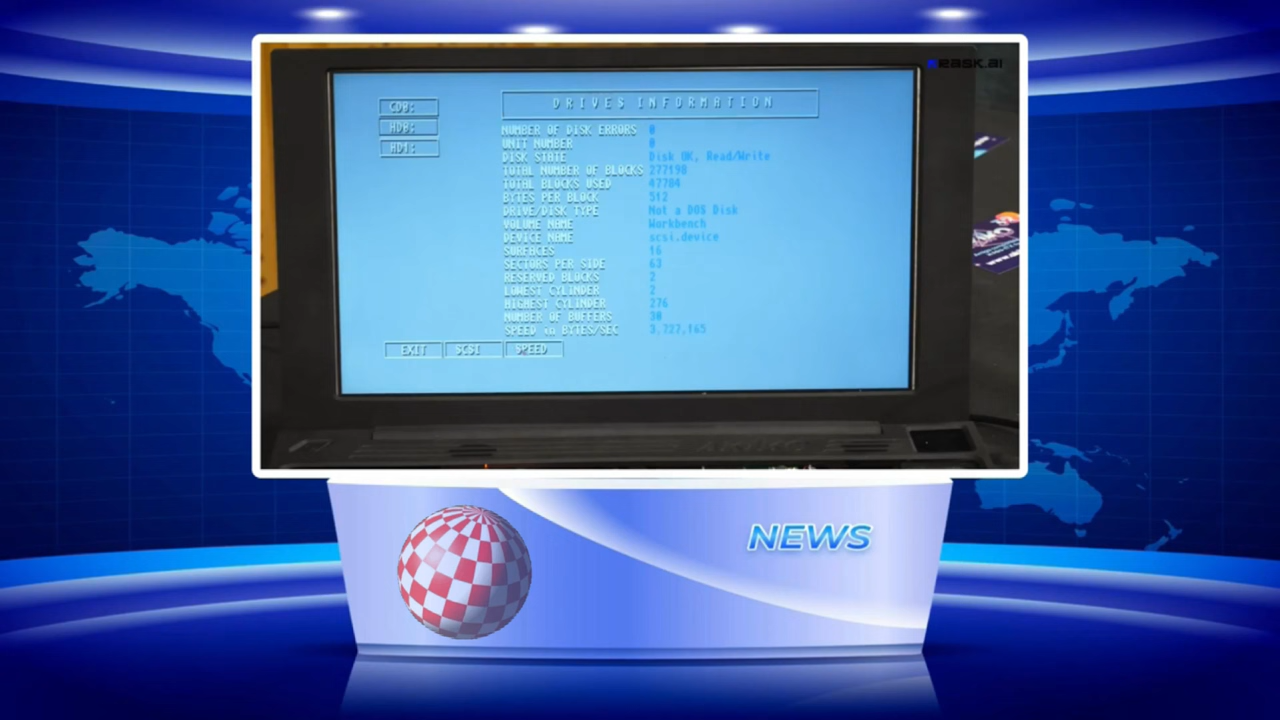 rask.ai
DRIVES INFORMATION
CD0:
HD0:
HD1:
NUMBER OF DISK ERRORS 0
UNIT NUMBER 0
DISK STATE Disk OK, Read/Write
TOTAL NUMBER OF BLOCKS 277198
TOTAL BLOCKS USED 47784
BYTES PER BLOCK 512
DRIVE/DISK TYPE Not a DOS Disk
VOLUME NAME Workbench
DEVICE NAME scsi.device
SURFACES 16
SECTORS PER SIDE 63
RESERVED BLOCKS 2
LOWEST CYLINDER 2
HIGHEST CYLINDER 276
NUMBER OF BUFFERS 30
SPEED in BYTES/SEC
EXIT SCSI SPEED
NEWS